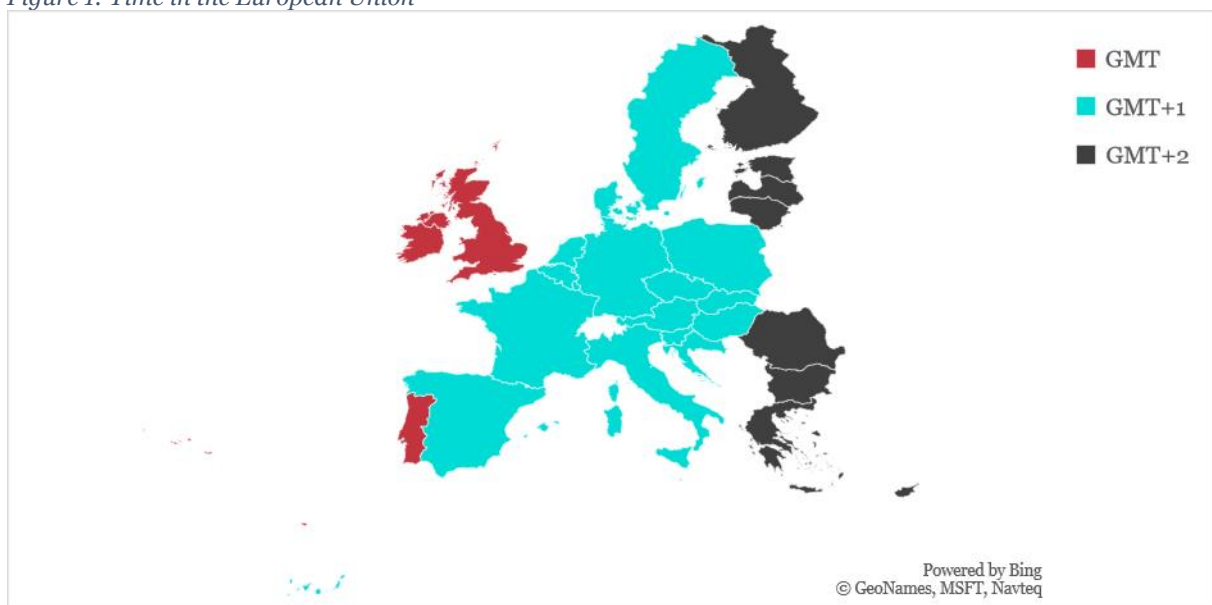 Figure 1. Time in the European Union
GMT
GMT+1
GMT+2
Powered by Bing
© GeoNames, MSFT, Navteq